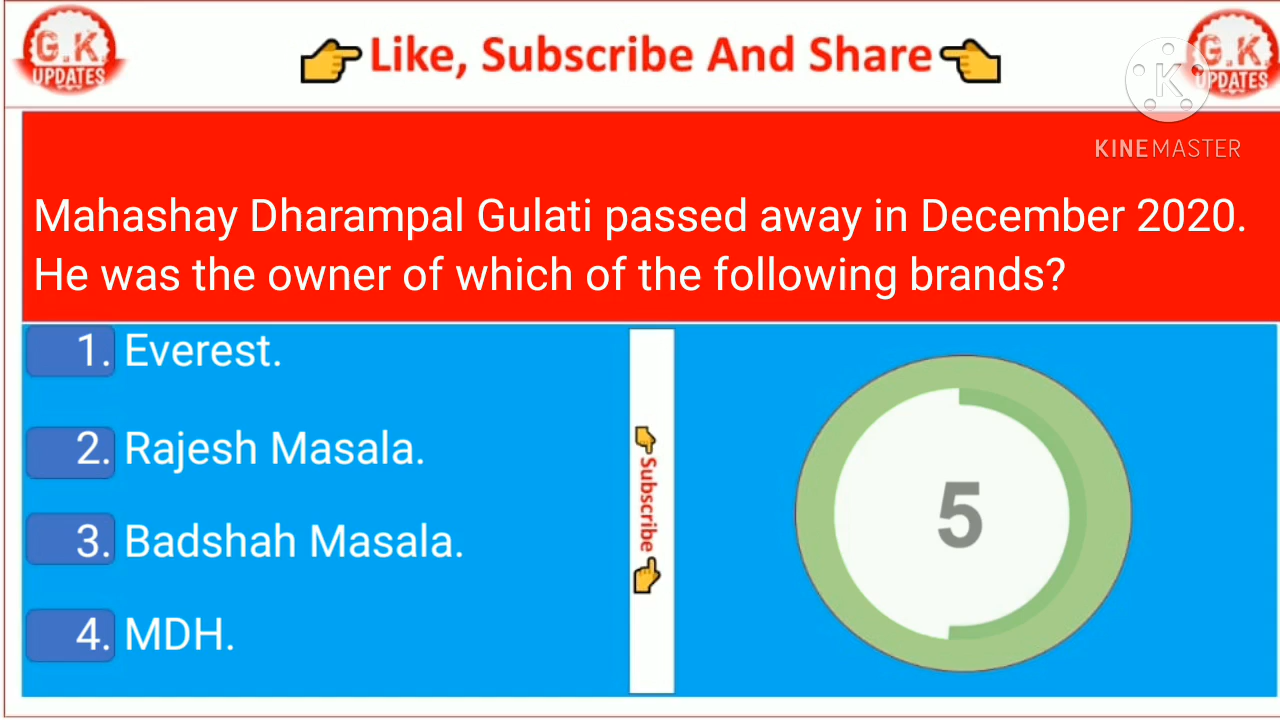 G.K.
UPDATES
👉Like, Subscribe And Share👈
G.K
UPDATES
K
KINEMASTER
Mahashay Dharampal Gulati passed away in December 2020.
He was the owner of which of the following brands?
1. Everest.
2. Rajesh Masala.
3. Badshah Masala.
4. MDH.
👉Subscribe👈
5